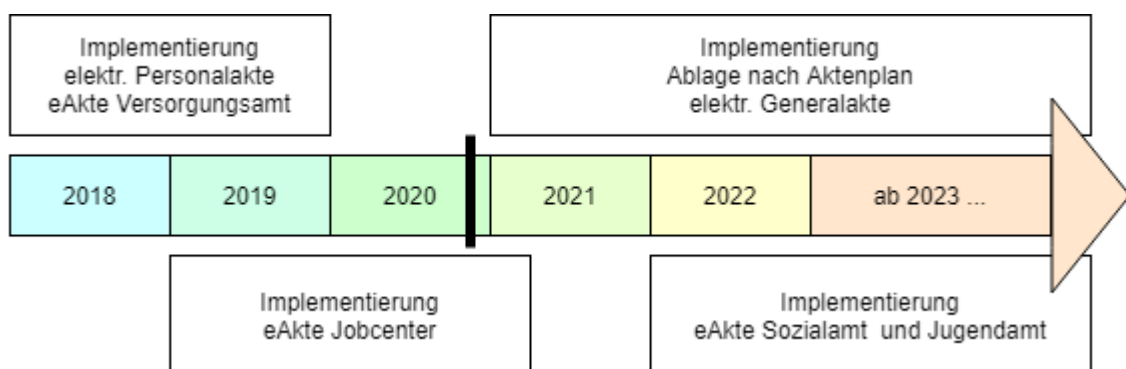 Implementierung
elektr. Personalakte
eAkte Versorgungsamt
Implementierung
Ablage nach Aktenplan
elektr. Generalakte
2018
2019
2020
2021
2022
ab 2023 ...
Implementierung
eAkte Jobcenter
Implementierung
eAkte Sozialamt und Jugendamt